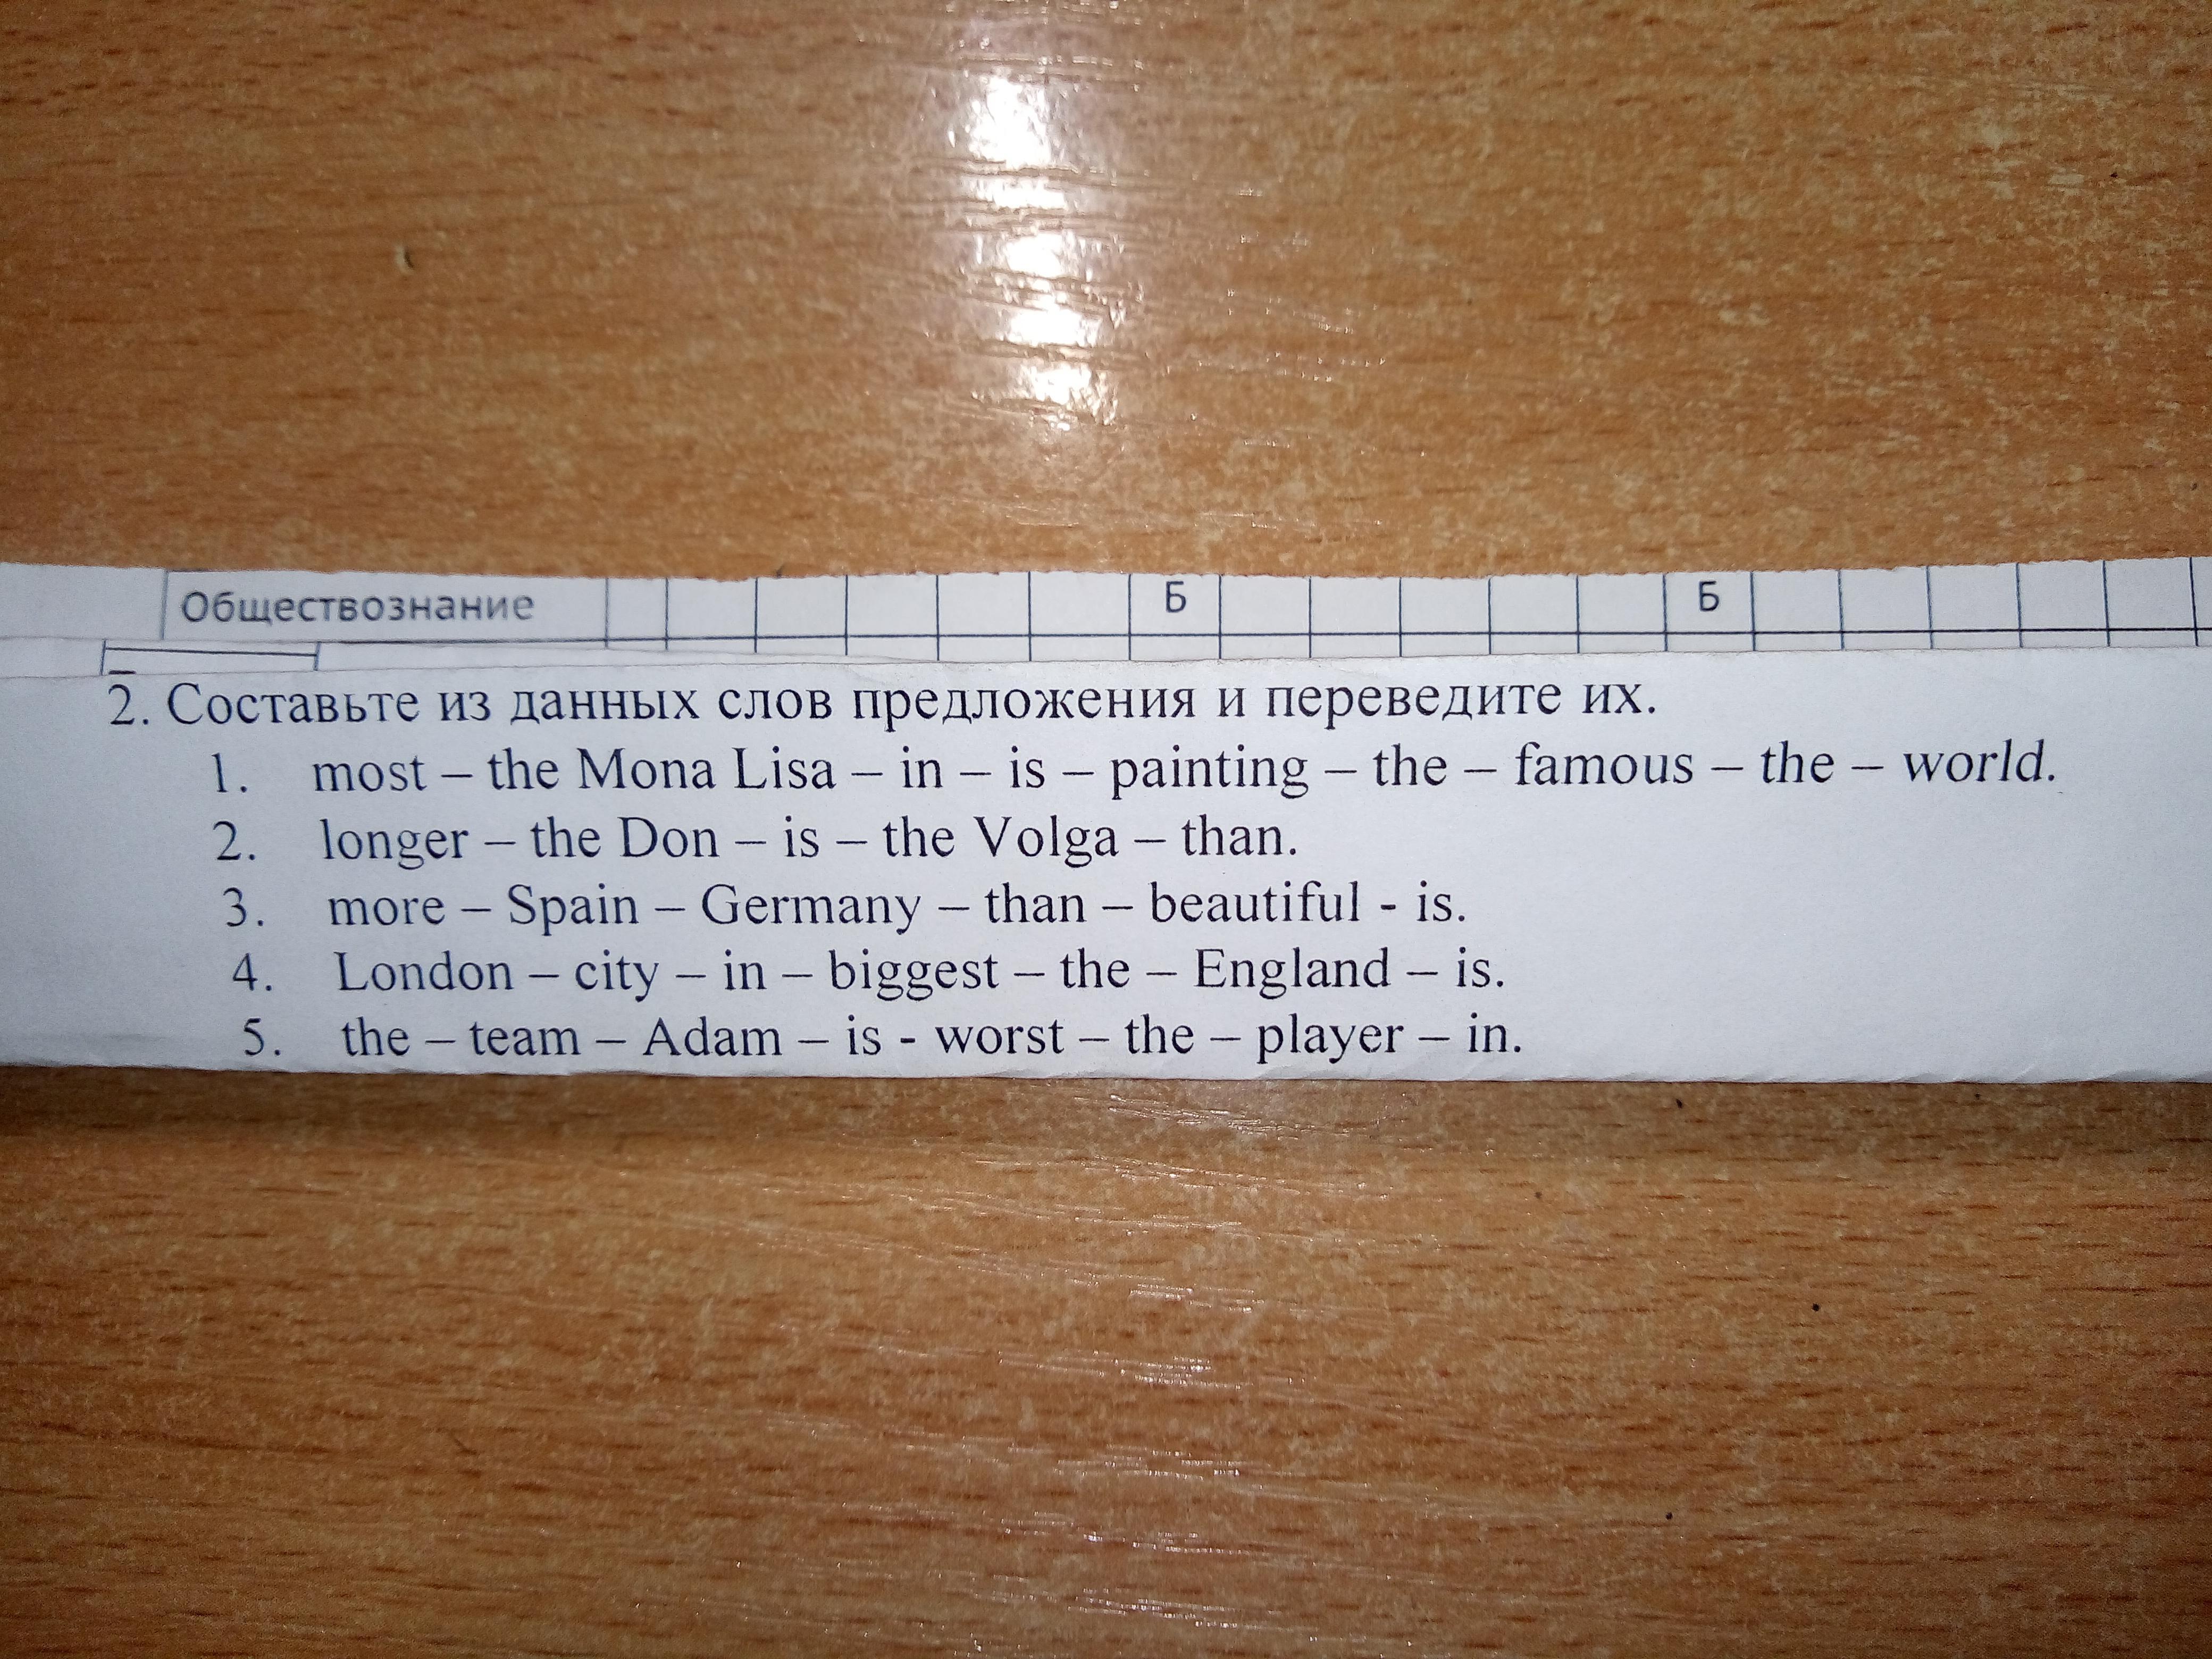 Обществознание Б Б
2. Составьте из данных слов предложения и переведите их.
1. most – the Mona Lisa – in – is – painting – the – famous – the – world.
2. longer – the Don – is – the Volga – than.
3. more – Spain – Germany – than – beautiful - is.
4. London – city – in – biggest – the – England – is.
5. the – team – Adam – is - worst – the – player – in.